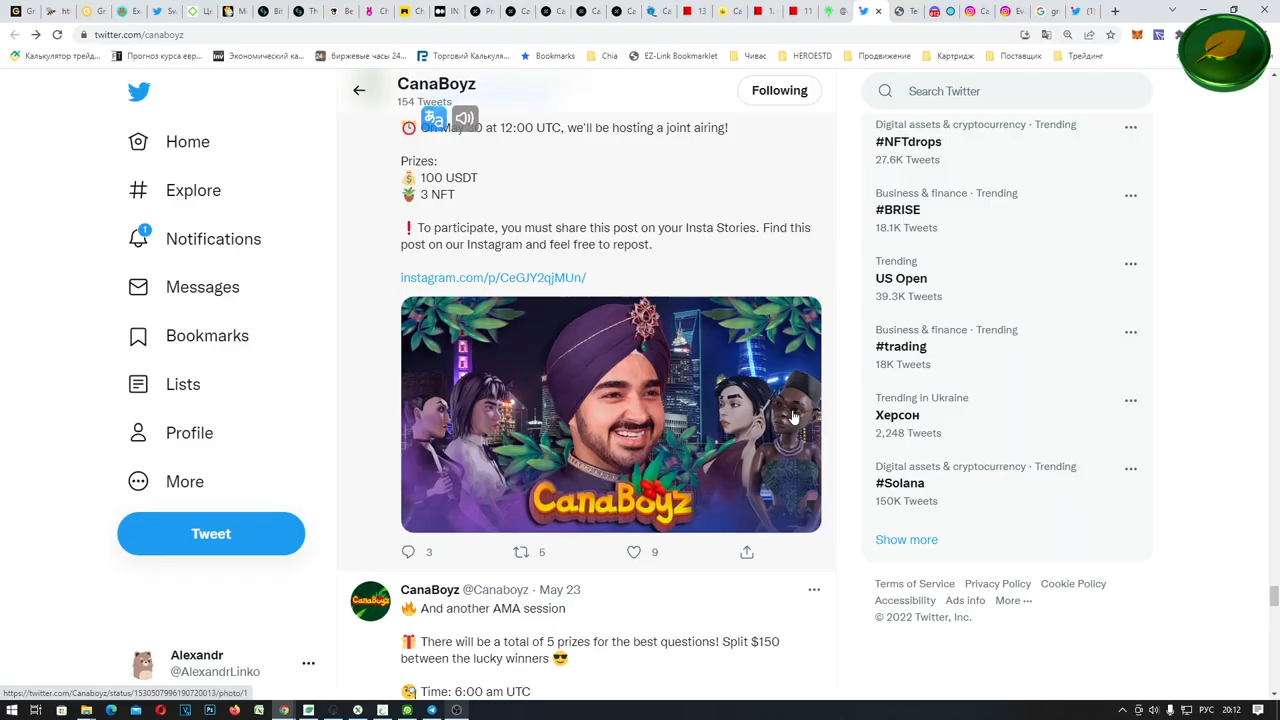 twitter.com/canaboyz
Калькулятор трейд...
Прогноз курса евр...
Экономический ка...
биржевые часы 24...
Торговий Калькуля...
Bookmarks
Chia
EZ-Link Bookmarklet
Чивас
HEROESTD
Продвижение
Картридж
Поставщик
Трейдинг
Home
Explore
1
Notifications
Messages
Bookmarks
Lists
Profile
More
Tweet
Alexandr
@AlexandrLinko
CanaBoyz
154 Tweets
Following
at 12:00 UTC, we'll be hosting a joint airing!
Prizes:
💰 100 USDT
🪴 3 NFT
❗ To participate, you must share this post on your Insta Stories. Find this
post on our Instagram and feel free to repost.
instagram.com/p/CeGJY2qjMUn/
CanaBoyz
3 5 9
CanaBoyz @Canaboyz · May 23
🔥 And another AMA session
🎁 There will be a total of 5 prizes for the best questions! Split $150
between the lucky winners 😎
🧐 Time: 6:00 am UTC
Search Twitter
Digital assets & cryptocurrency · Trending
#NFTdrops
27.6K Tweets
Business & finance · Trending
#BRISE
18.1K Tweets
Trending
US Open
39.3K Tweets
Business & finance · Trending
#trading
18K Tweets
Trending in Ukraine
Херсон
2,248 Tweets
Digital assets & cryptocurrency · Trending
#Solana
150K Tweets
Show more
Terms of Service Privacy Policy Cookie Policy
Accessibility Ads info More ···
© 2022 Twitter, Inc.
https://twitter.com/Canaboyz/status/1530507996190720013/photo/1
УКР 20:12